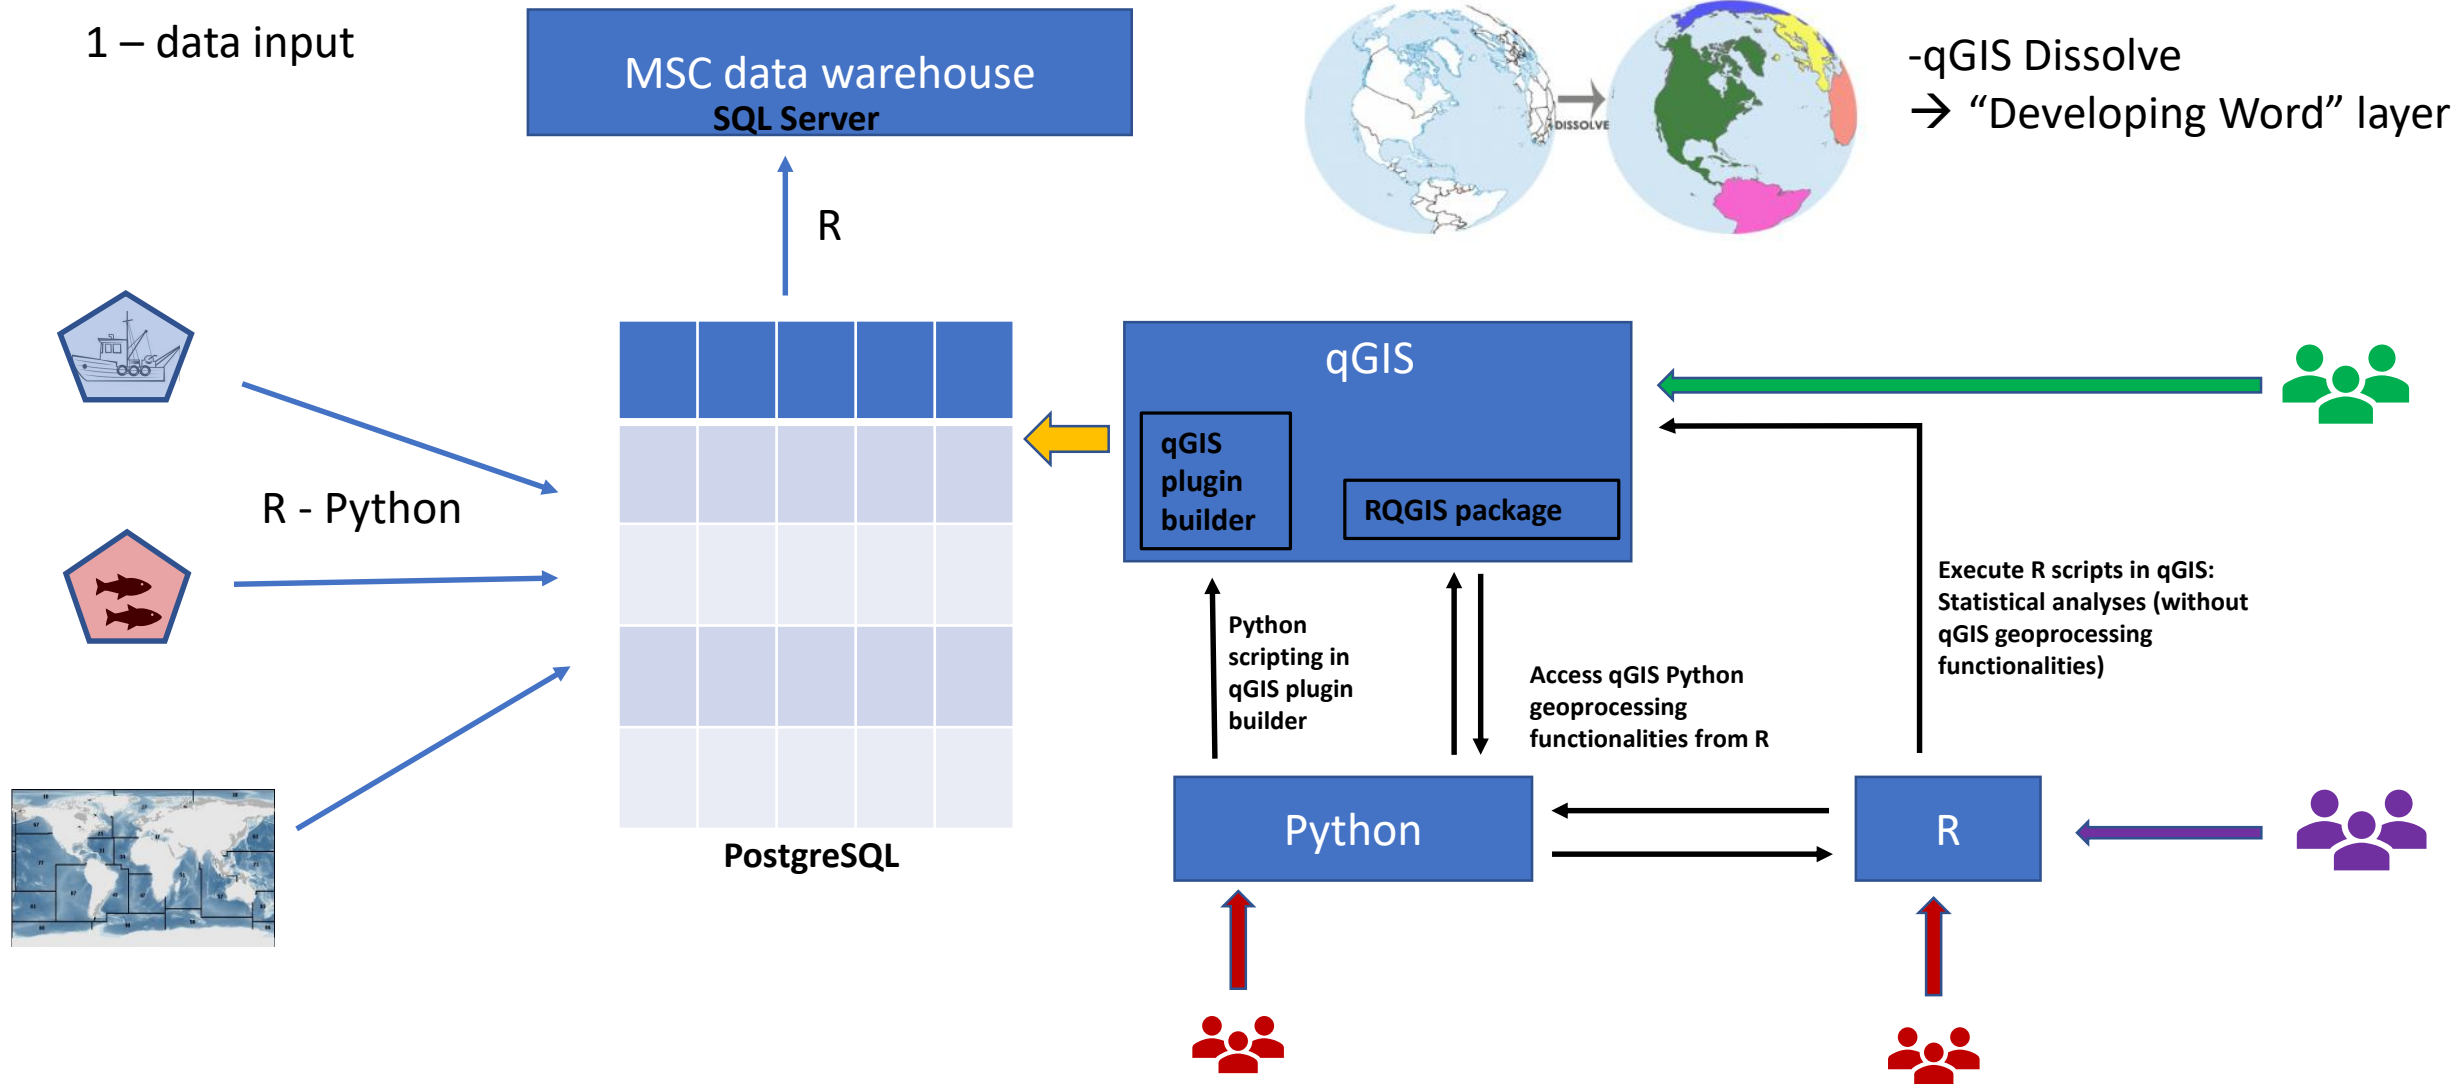 1 – data input
MSC data warehouse
SQL Server
DISSOLVE
-qGIS Dissolve
→ “Developing Word” layer
R
R - Python
PostgreSQL
qGIS
qGIS
plugin
builder
RQGIS package
Python
scripting in
qGIS plugin
builder
Access qGIS Python
geoprocessing
functionalities from R
Execute R scripts in qGIS:
Statistical analyses (without
qGIS geoprocessing
functionalities)
Python
R